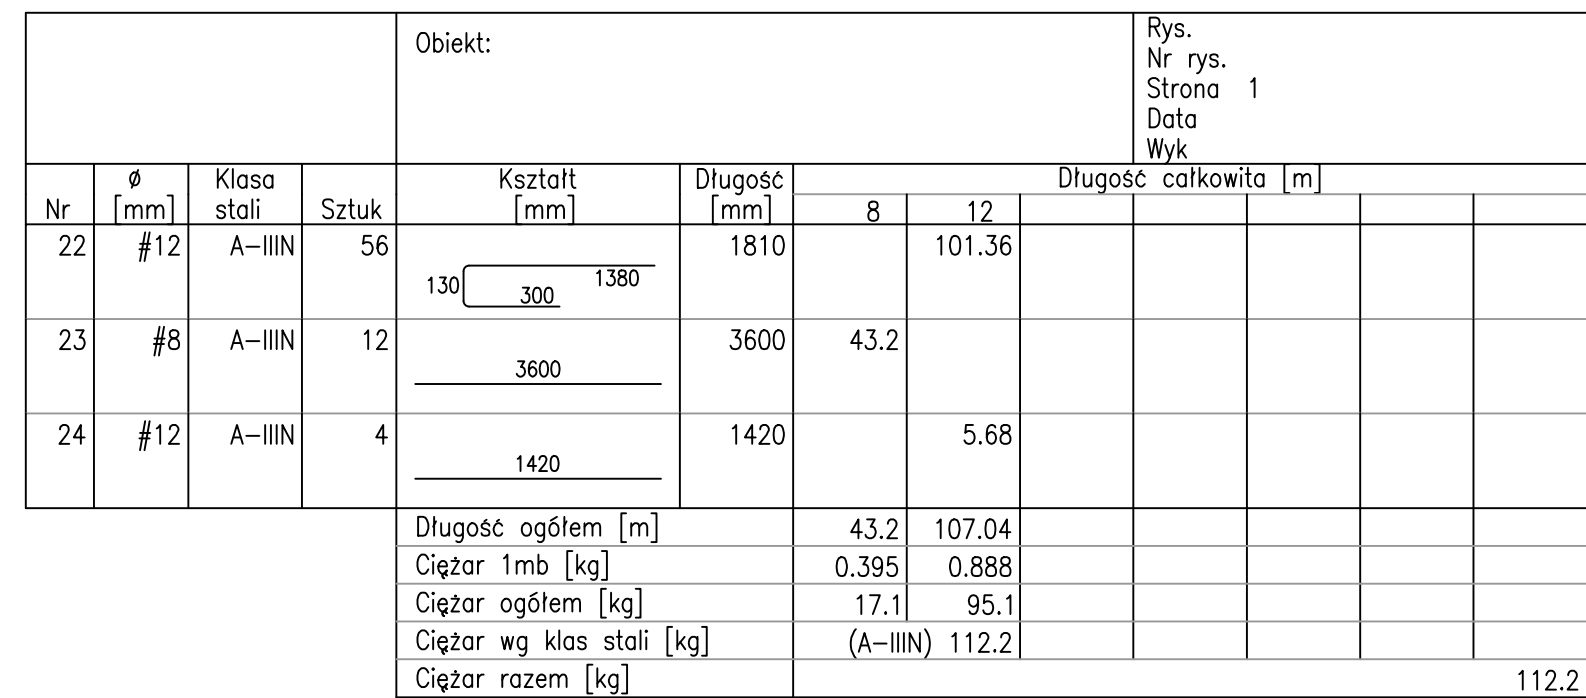 Obiekt:
Rys.
Nr rys.
Strona 1
Data
Wyk
Nr ø [mm] Klasa stali Sztuk Kształt [mm] Długość [mm] Długość całkowita [m]
8 12
22 #12 A-IIIN 56 1810 101.36
130 300 1380
23 #8 A-IIIN 12 3600 43.2
3600
24 #12 A-IIIN 4 1420 5.68
1420
Długość ogółem [m] 43.2 107.04
Ciężar 1mb [kg] 0.395 0.888
Ciężar ogółem [kg] 17.1 95.1
Ciężar wg klas stali [kg] (A-IIIN) 112.2
Ciężar razem [kg] 112.2